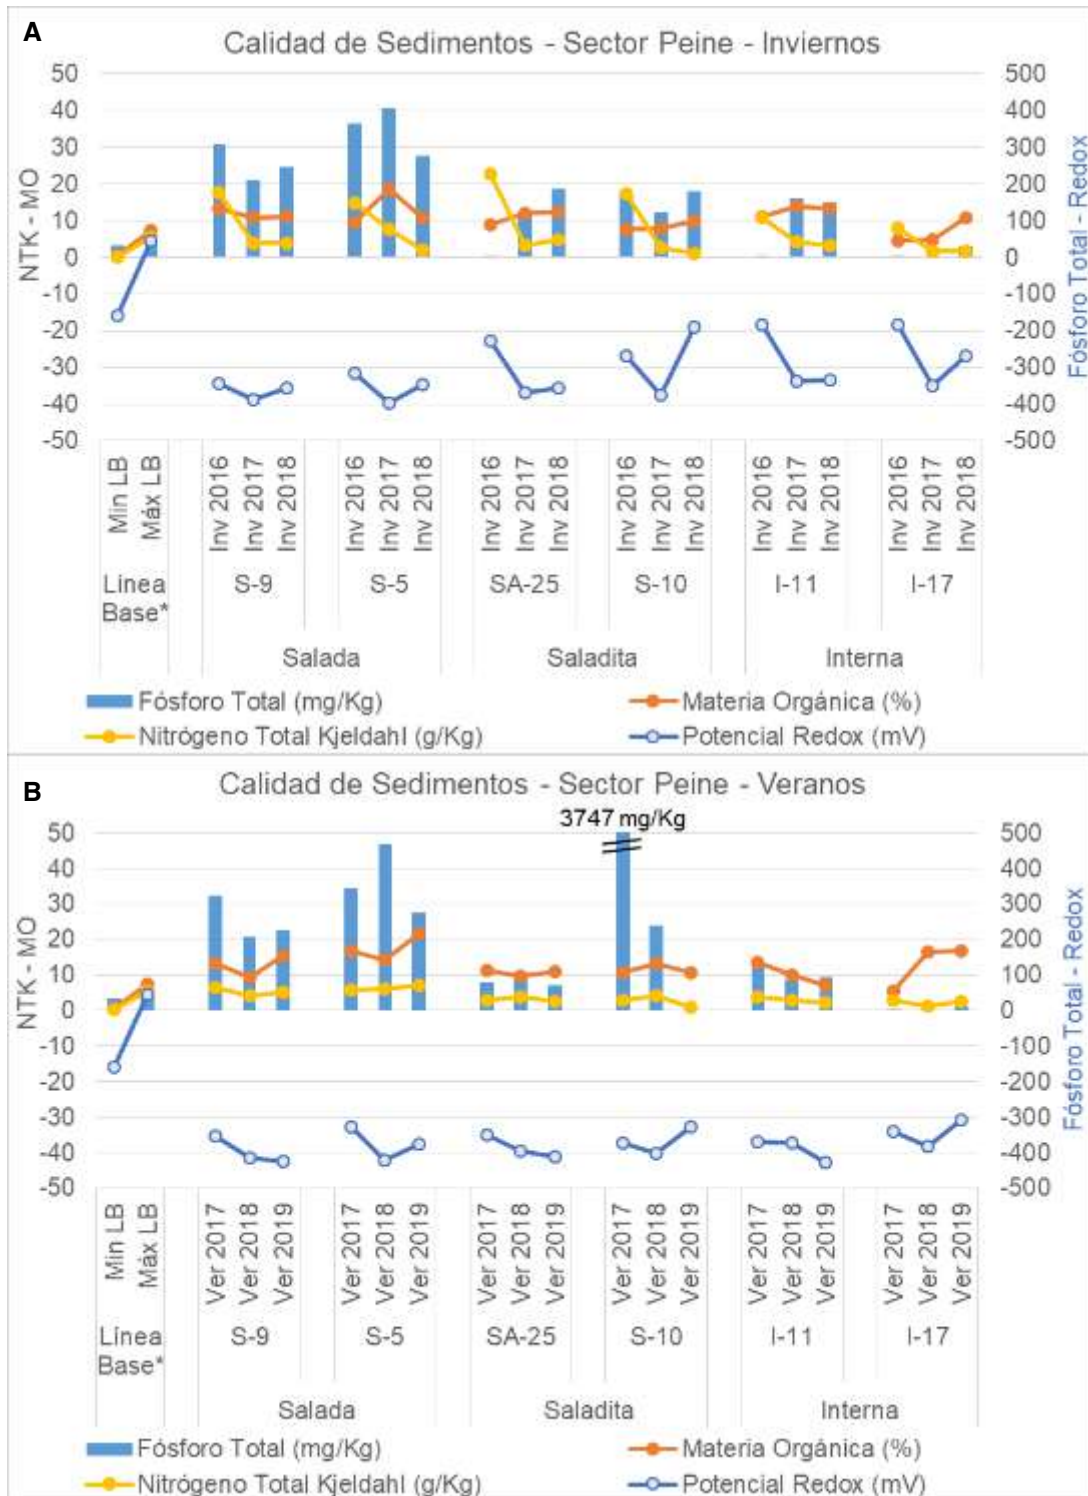 A
Calidad de Sedimentos - Sector Peine - Inviernos
50 500
40 400
30 300
20 200
10 100
0 0
-10 -100
-20 -200
-30 -300
-40 -400
-50 -500
NTK - MO
Fósforo Total - Redox
Min LB Máx LB Inv 2016 Inv 2017 Inv 2018 Inv 2016 Inv 2017 Inv 2018 Inv 2016 Inv 2017 Inv 2018 Inv 2016 Inv 2017 Inv 2018 Inv 2016 Inv 2017 Inv 2018 Inv 2016 Inv 2017 Inv 2018
Línea S-9 S-5 SA-25 S-10 I-11 I-17
Base*
Salada Saladita Interna
Fósforo Total (mg/Kg) Materia Orgánica (%)
Nitrógeno Total Kjeldahl (g/Kg) Potencial Redox (mV)
B
Calidad de Sedimentos - Sector Peine - Veranos
3747 mg/Kg
50 500
40 400
30 300
20 200
10 100
0 0
-10 -100
-20 -200
-30 -300
-40 -400
-50 -500
NTK - MO
Fósforo Total - Redox
Min LB Máx LB Ver 2017 Ver 2018 Ver 2019 Ver 2017 Ver 2018 Ver 2019 Ver 2017 Ver 2018 Ver 2019 Ver 2017 Ver 2018 Ver 2019 Ver 2017 Ver 2018 Ver 2019 Ver 2017 Ver 2018 Ver 2019
Línea S-9 S-5 SA-25 S-10 I-11 I-17
Base*
Salada Saladita Interna
Fósforo Total (mg/Kg) Materia Orgánica (%)
Nitrógeno Total Kjeldahl (g/Kg) Potencial Redox (mV)